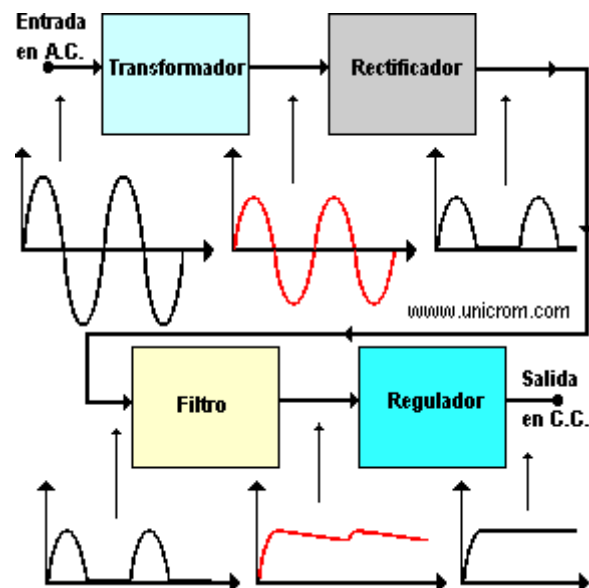 Entrada
en A.C.
Transformador
Rectificador
www.unicrom.com
Filtro
Regulador
Salida
en C.C.